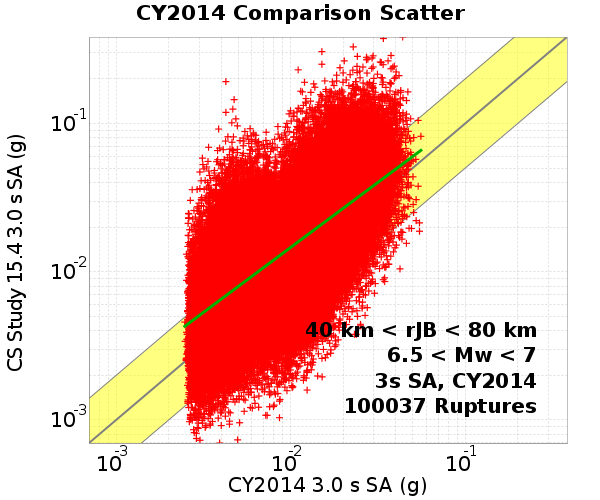 CY2014 Comparison Scatter
CS Study 15.4 3.0 s SA (g)
10-1
10-2
10-3
40 km < rJB < 80 km
6.5 < Mw < 7
3s SA, CY2014
100037 Ruptures
10-3 10-2 10-1
CY2014 3.0 s SA (g)